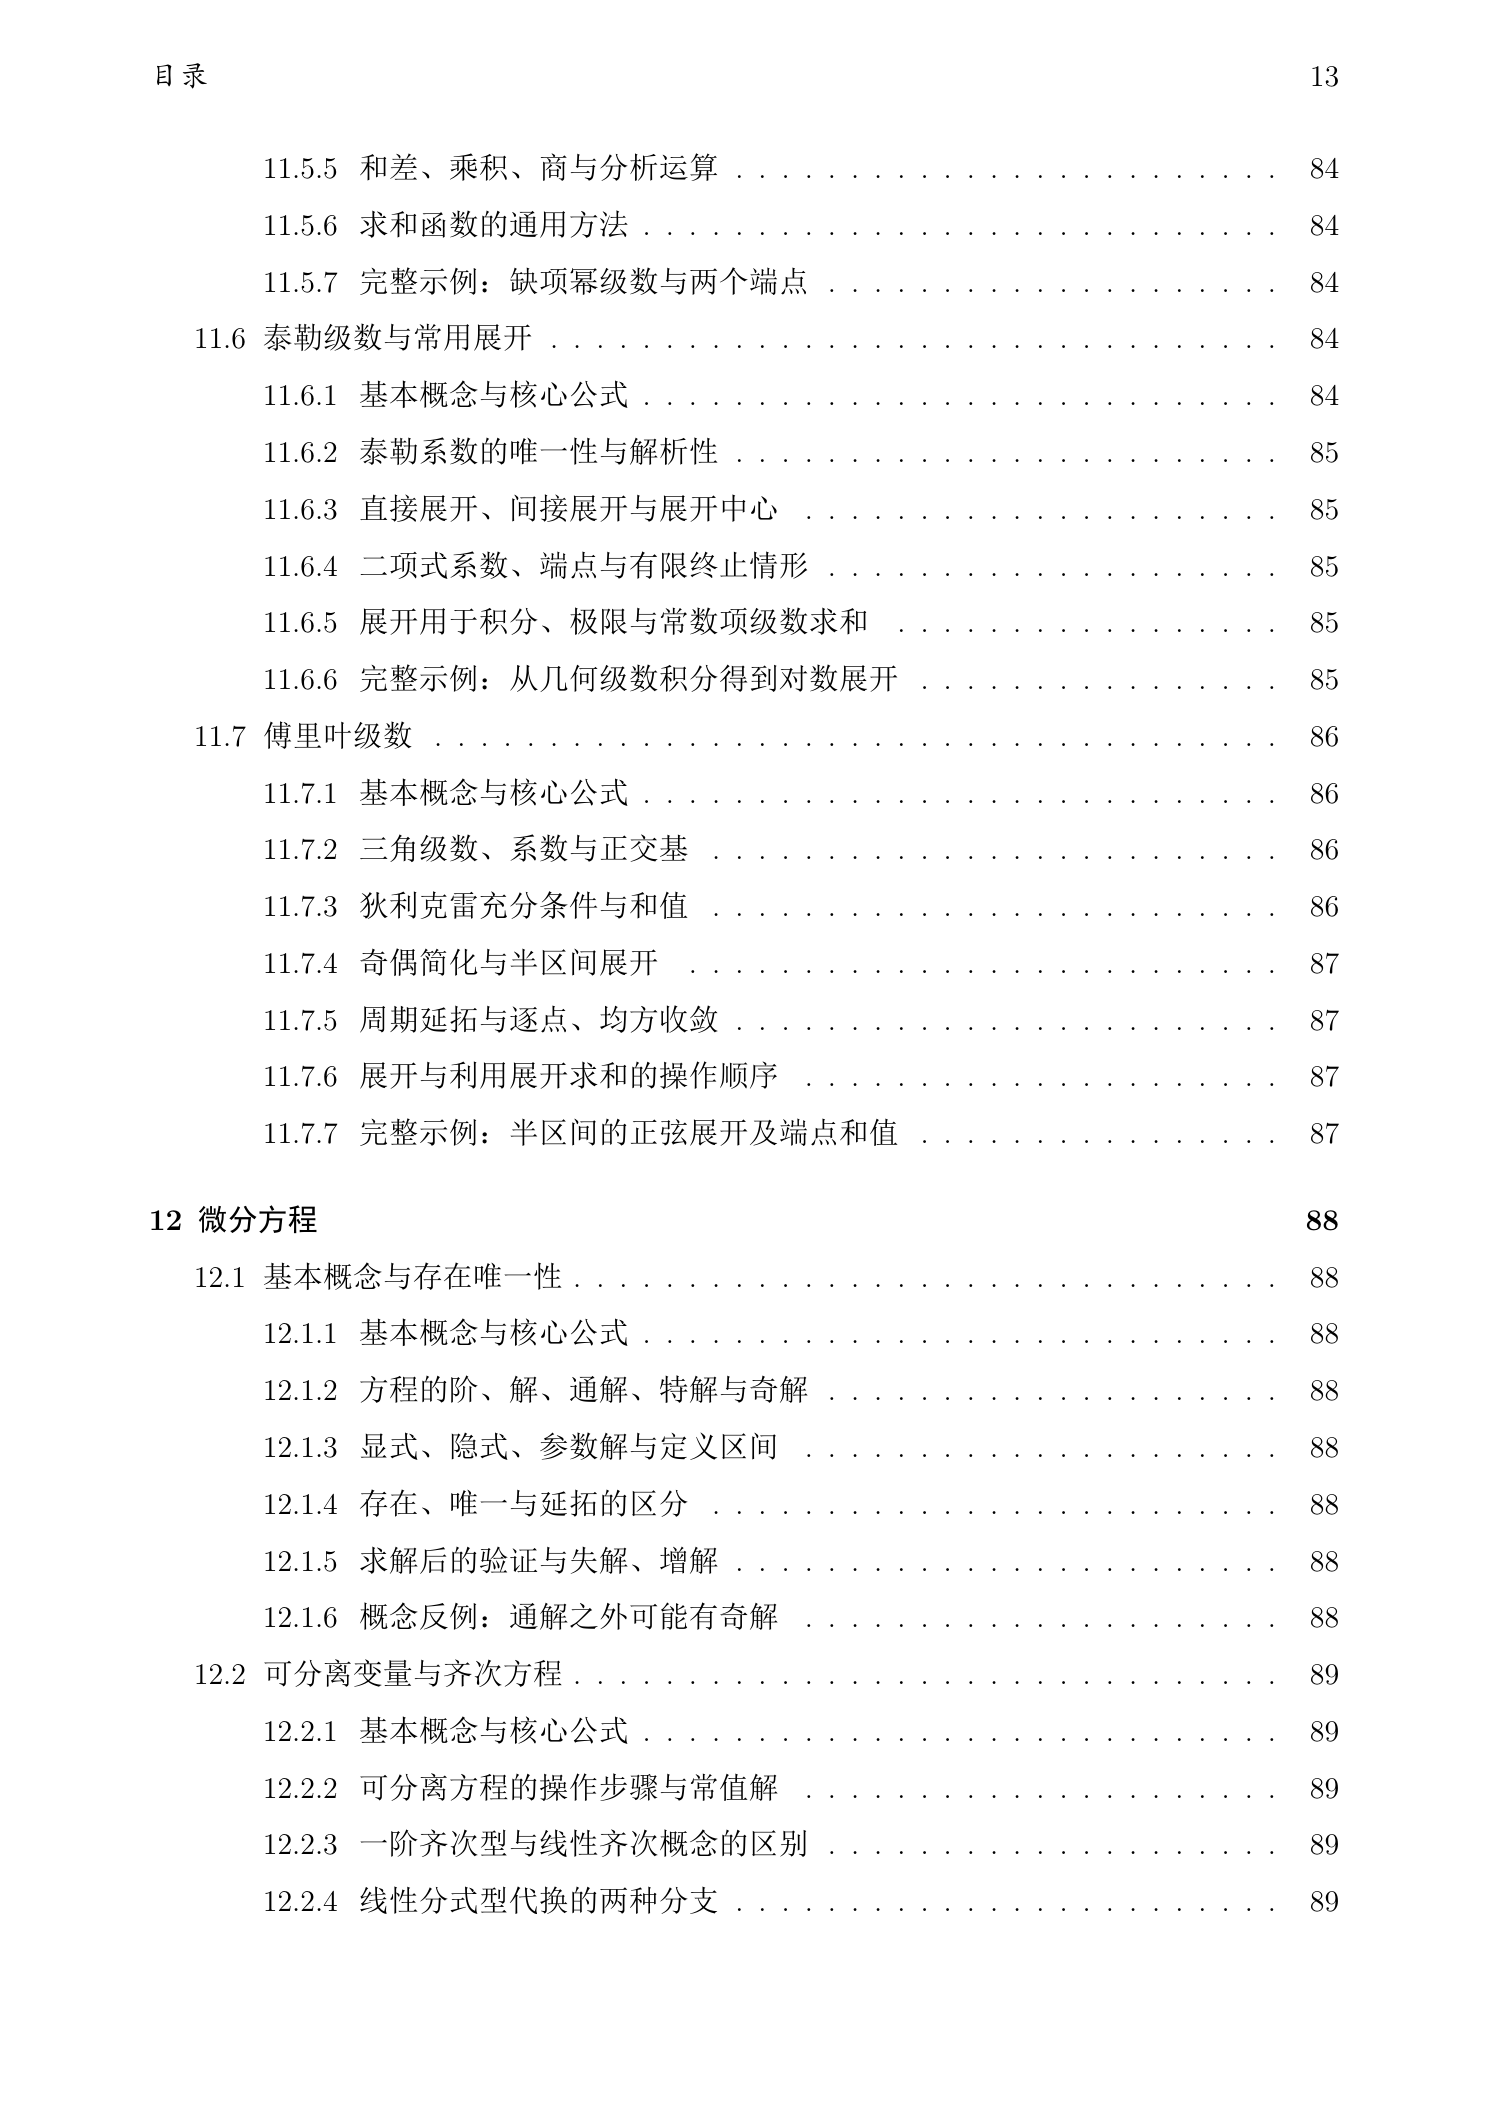 目录 13
11.5.5 和差、乘积、商与分析运算 . . . . . . . . . . . . . . . . . . . . . . . . 84
11.5.6 求和函数的通用方法 . . . . . . . . . . . . . . . . . . . . . . . . . . . . 84
11.5.7 完整示例：缺项幂级数与两个端点 . . . . . . . . . . . . . . . . . . . . 84
11.6 泰勒级数与常用展开 . . . . . . . . . . . . . . . . . . . . . . . . . . . . . . . . 84
11.6.1 基本概念与核心公式 . . . . . . . . . . . . . . . . . . . . . . . . . . . . 84
11.6.2 泰勒系数的唯一性与解析性 . . . . . . . . . . . . . . . . . . . . . . . . 85
11.6.3 直接展开、间接展开与展开中心 . . . . . . . . . . . . . . . . . . . . . 85
11.6.4 二项式系数、端点与有限终止情形 . . . . . . . . . . . . . . . . . . . . 85
11.6.5 展开用于积分、极限与常数项级数求和 . . . . . . . . . . . . . . . . . 85
11.6.6 完整示例：从几何级数积分得到对数展开 . . . . . . . . . . . . . . . . 85
11.7 傅里叶级数 . . . . . . . . . . . . . . . . . . . . . . . . . . . . . . . . . . . . . 86
11.7.1 基本概念与核心公式 . . . . . . . . . . . . . . . . . . . . . . . . . . . . 86
11.7.2 三角级数、系数与正交基 . . . . . . . . . . . . . . . . . . . . . . . . . 86
11.7.3 狄利克雷充分条件与和值 . . . . . . . . . . . . . . . . . . . . . . . . . 86
11.7.4 奇偶简化与半区间展开 . . . . . . . . . . . . . . . . . . . . . . . . . . 87
11.7.5 周期延拓与逐点、均方收敛 . . . . . . . . . . . . . . . . . . . . . . . . 87
11.7.6 展开与利用展开求和的操作顺序 . . . . . . . . . . . . . . . . . . . . . 87
11.7.7 完整示例：半区间的正弦展开及端点和值 . . . . . . . . . . . . . . . . 87
12 微分方程 88
12.1 基本概念与存在唯一性 . . . . . . . . . . . . . . . . . . . . . . . . . . . . . . . 88
12.1.1 基本概念与核心公式 . . . . . . . . . . . . . . . . . . . . . . . . . . . . 88
12.1.2 方程的阶、解、通解、特解与奇解 . . . . . . . . . . . . . . . . . . . . 88
12.1.3 显式、隐式、参数解与定义区间 . . . . . . . . . . . . . . . . . . . . . 88
12.1.4 存在、唯一与延拓的区分 . . . . . . . . . . . . . . . . . . . . . . . . . 88
12.1.5 求解后的验证与失解、增解 . . . . . . . . . . . . . . . . . . . . . . . . 88
12.1.6 概念反例：通解之外可能有奇解 . . . . . . . . . . . . . . . . . . . . . 88
12.2 可分离变量与齐次方程 . . . . . . . . . . . . . . . . . . . . . . . . . . . . . . . 89
12.2.1 基本概念与核心公式 . . . . . . . . . . . . . . . . . . . . . . . . . . . . 89
12.2.2 可分离方程的操作步骤与常值解 . . . . . . . . . . . . . . . . . . . . . 89
12.2.3 一阶齐次型与线性齐次概念的区别 . . . . . . . . . . . . . . . . . . . . 89
12.2.4 线性分式型代换的两种分支 . . . . . . . . . . . . . . . . . . . . . . . . 89